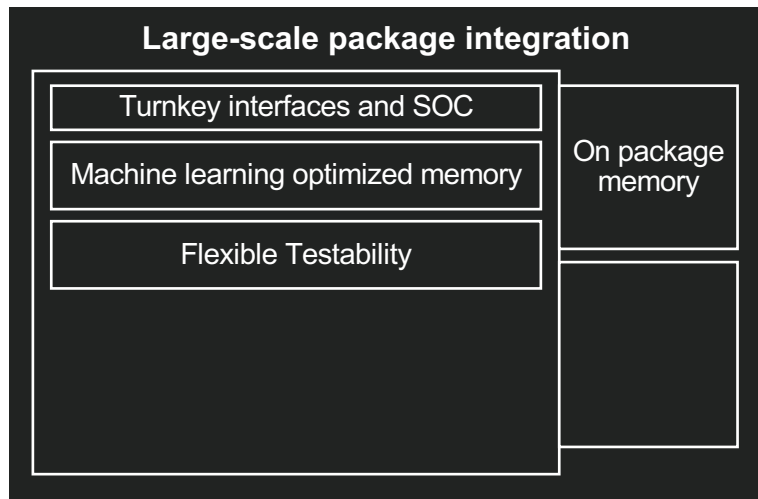 Large-scale package integration
Turnkey interfaces and SOC
Machine learning optimized memory
Flexible Testability
On package
memory